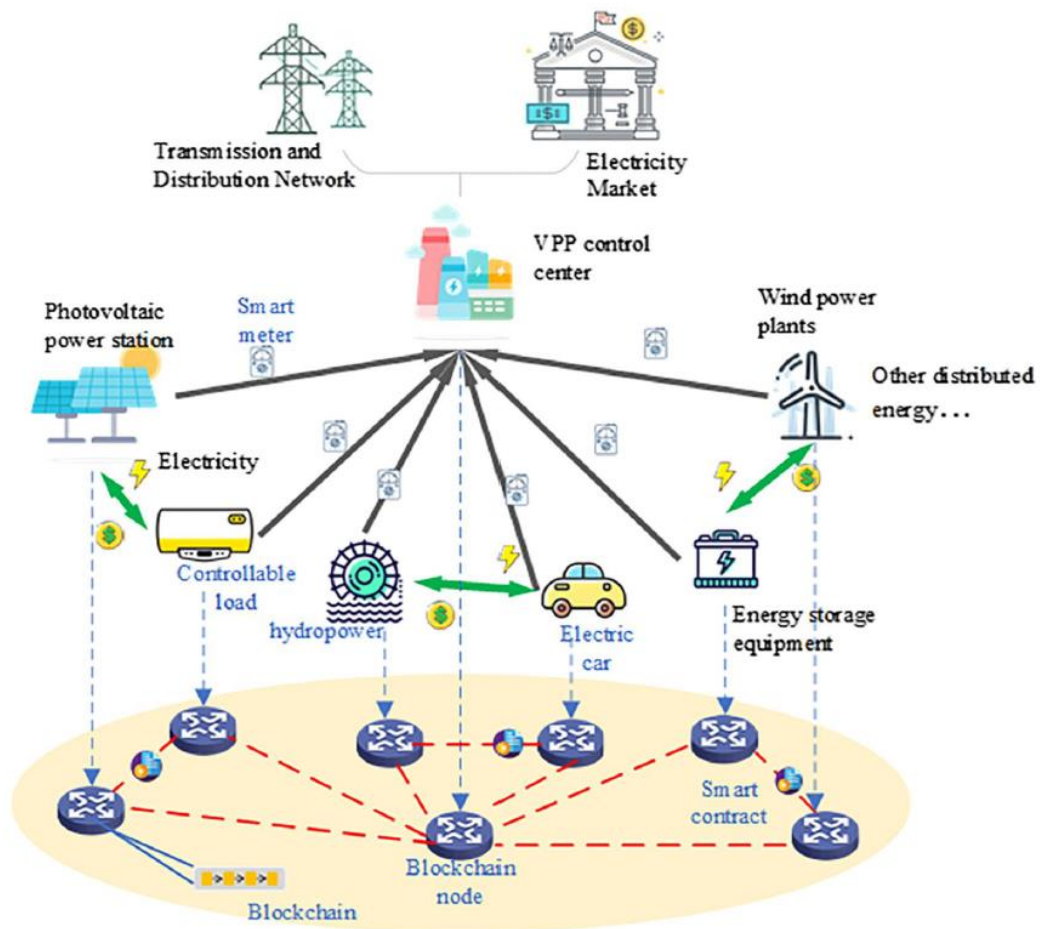 Transmission and
Distribution Network
Electricity
Market
VPP control
center
Photovoltaic
power station
Smart
meter
Wind power
plants
Other distributed
energy...
Electricity
Controllable
load
hydropower
Electric
car
Energy storage
equipment
Smart
contract
Blockchain
node
Blockchain